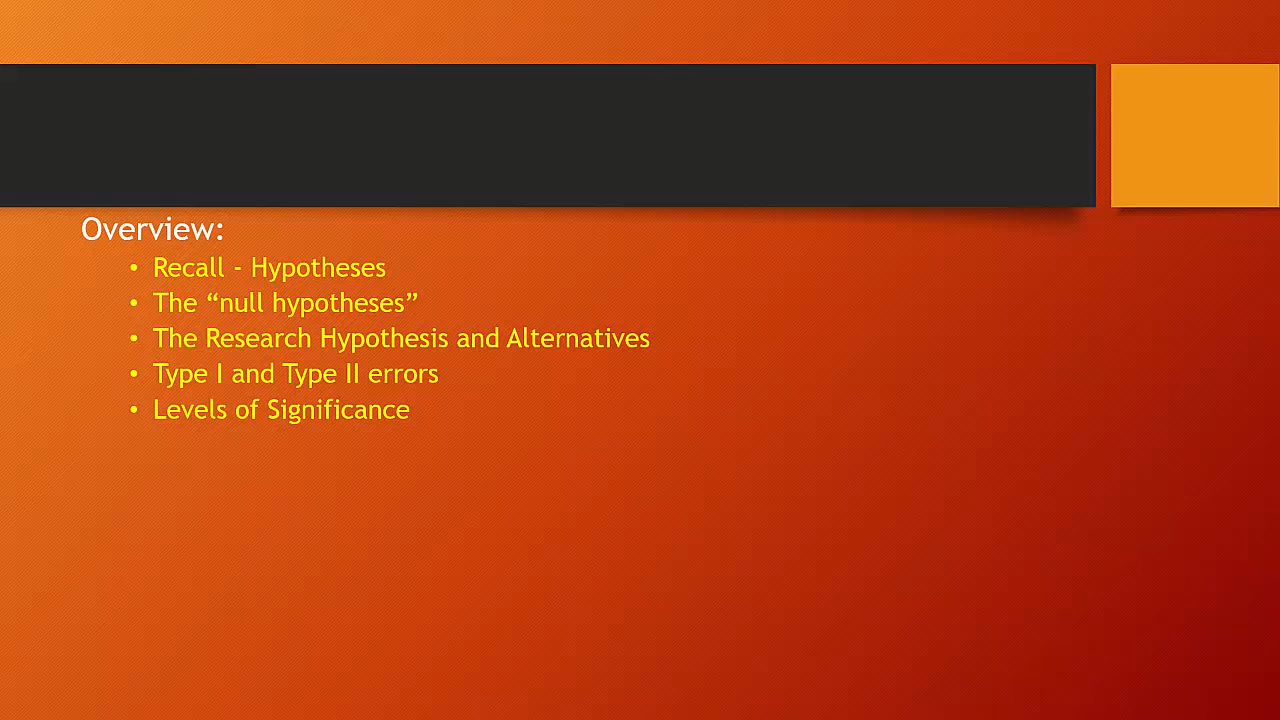 Overview:
• Recall - Hypotheses
• The “null hypotheses”
• The Research Hypothesis and Alternatives
• Type I and Type II errors
• Levels of Significance